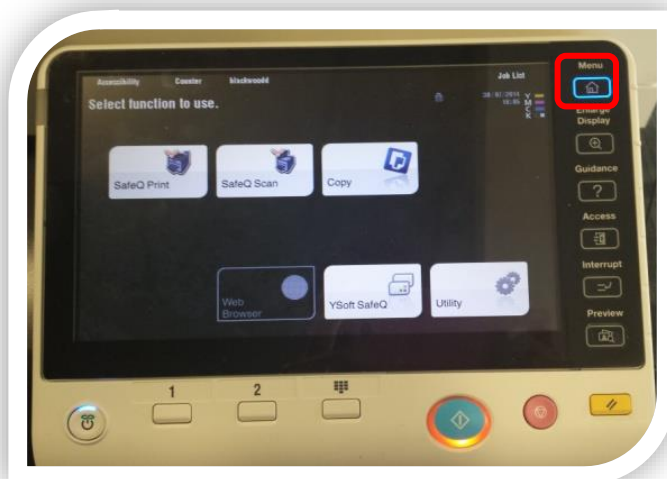 Menu
Accessibility Counter blackwoodd Job List
Select function to use.
Y
M
C
K
Enlarge
Display
SafeQ Print
SafeQ Scan
Copy
Guidance
?
Access
Interrupt
Web
Browser
YSoft SafeQ
Utility
Preview
1
2